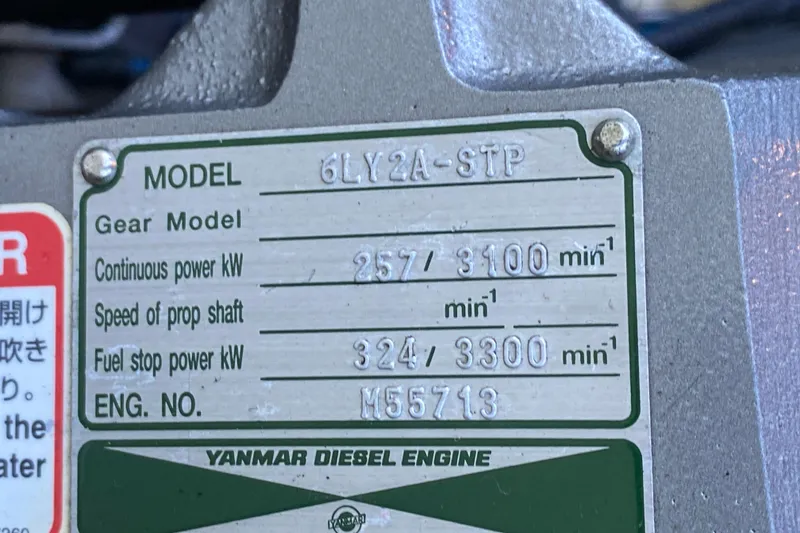 MODEL 6LY2A-STP
Gear Model
Continuous power kW 257 / 3100 min-1
Speed of prop shaft min-1
Fuel stop power kW 324 / 3300 min-1
ENG. NO. M55713
YANMAR DIESEL ENGINE
YANMAR
R
開け
吹き
り。
the
ater